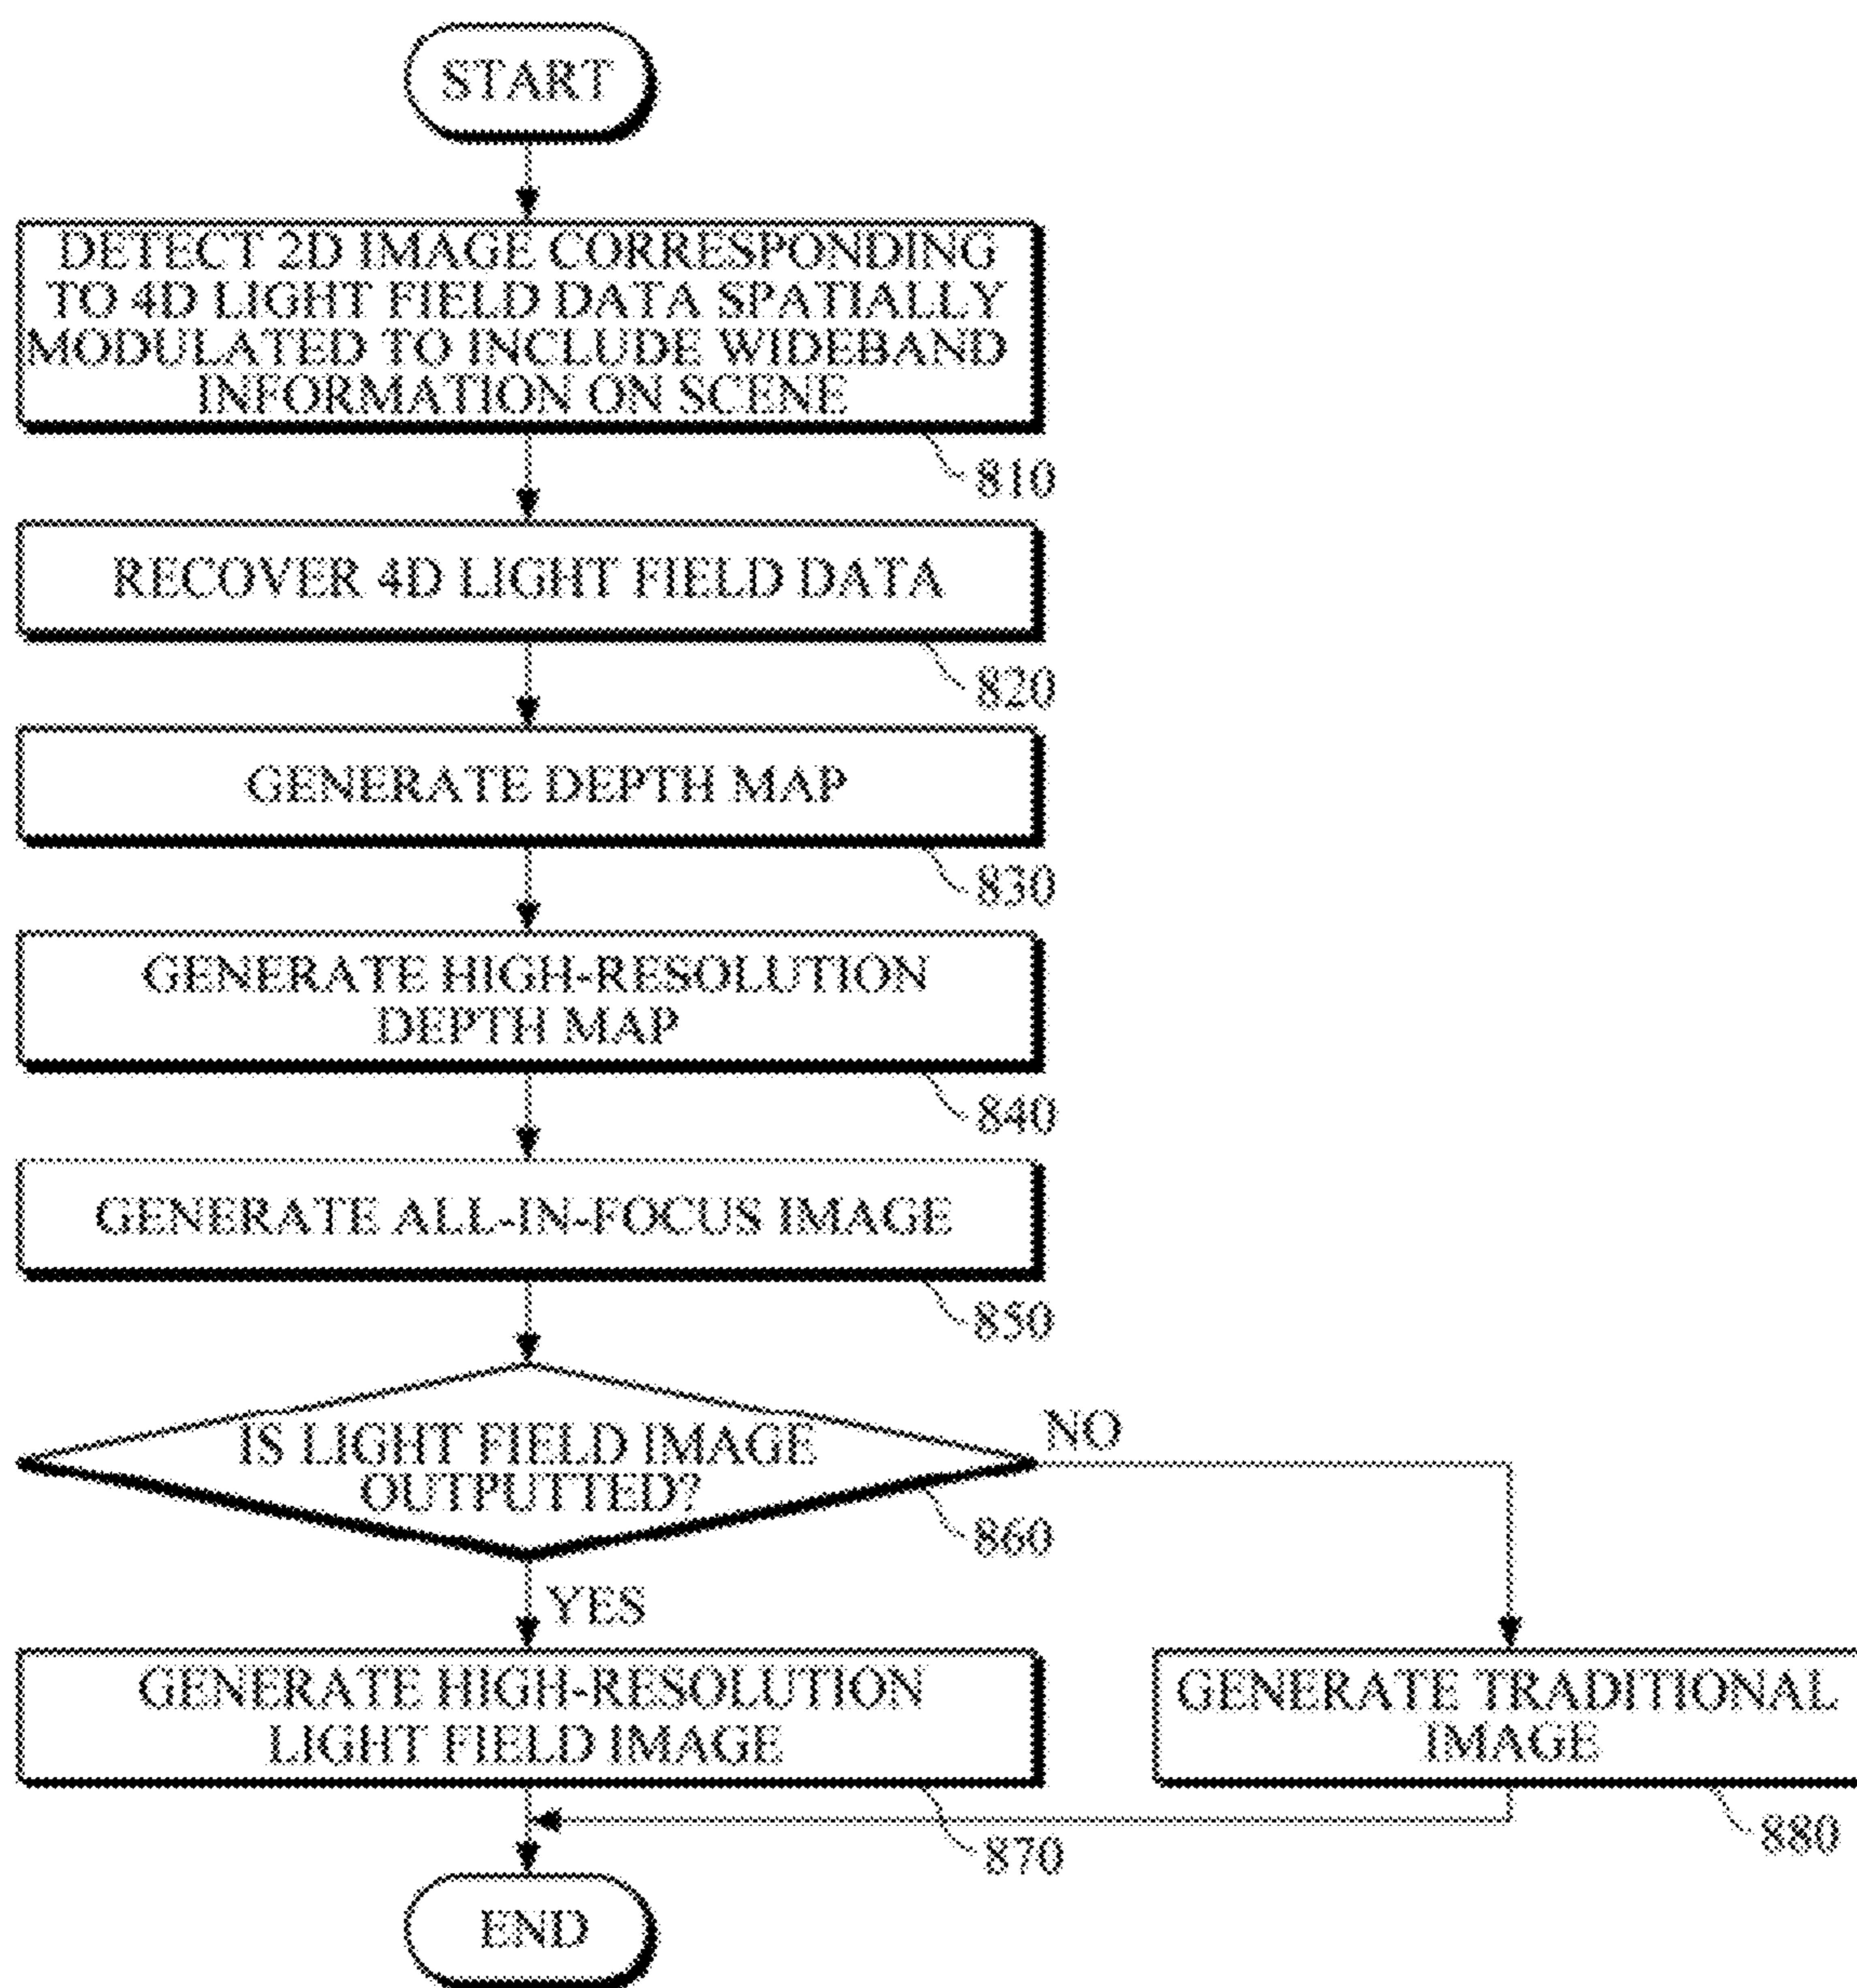 START
DETECT 2D IMAGE CORRESPONDING
TO 4D LIGHT FIELD DATA SPATIALLY
MODULATED TO INCLUDE WIDEBAND
INFORMATION ON SCENE
810
RECOVER 4D LIGHT FIELD DATA
820
GENERATE DEPTH MAP
830
GENERATE HIGH-RESOLUTION
DEPTH MAP
840
GENERATE ALL-IN-FOCUS IMAGE
850
IS LIGHT FIELD IMAGE
OUTPUTTED?
NO
860
YES
GENERATE HIGH-RESOLUTION
LIGHT FIELD IMAGE
870
GENERATE TRADITIONAL
IMAGE
880
END